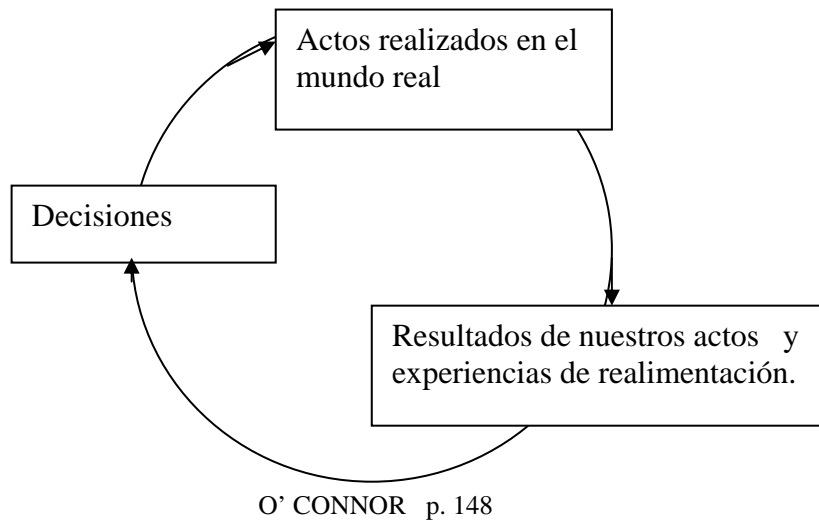 Actos realizados en el
mundo real
Decisiones
Resultados de nuestros actos y
experiencias de realimentación.
O' CONNOR p. 148